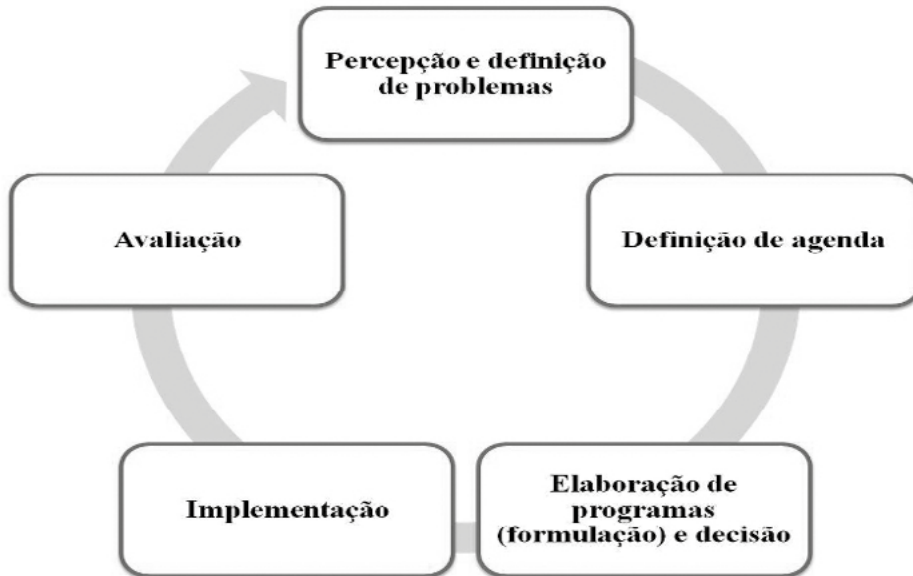 Percepção e definição
de problemas
Definição de agenda
Elaboração de
programas
(formulação) e decisão
Implementação
Avaliação